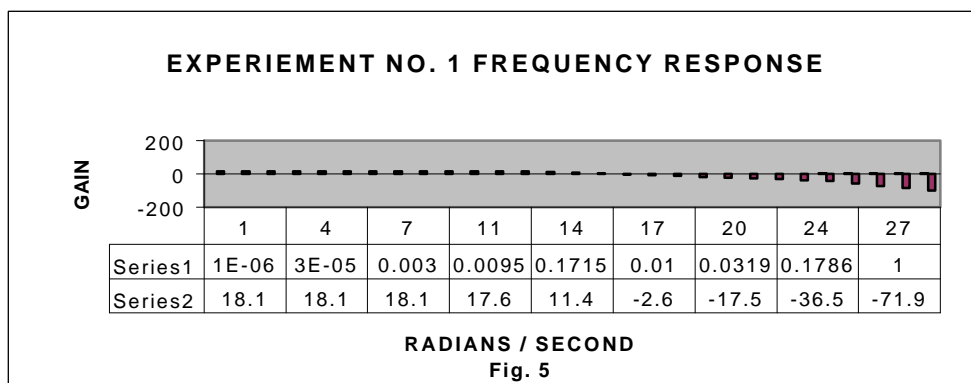 EXPERIEMENT NO. 1 FREQUENCY RESPONSE
GAIN
200
0
-200
1 4 7 11 14 17 20 24 27
Series1 1E-06 3E-05 0.003 0.0095 0.1715 0.01 0.0319 0.1786 1
Series2 18.1 18.1 18.1 17.6 11.4 -2.6 -17.5 -36.5 -71.9
RADIANS / SECOND
Fig. 5